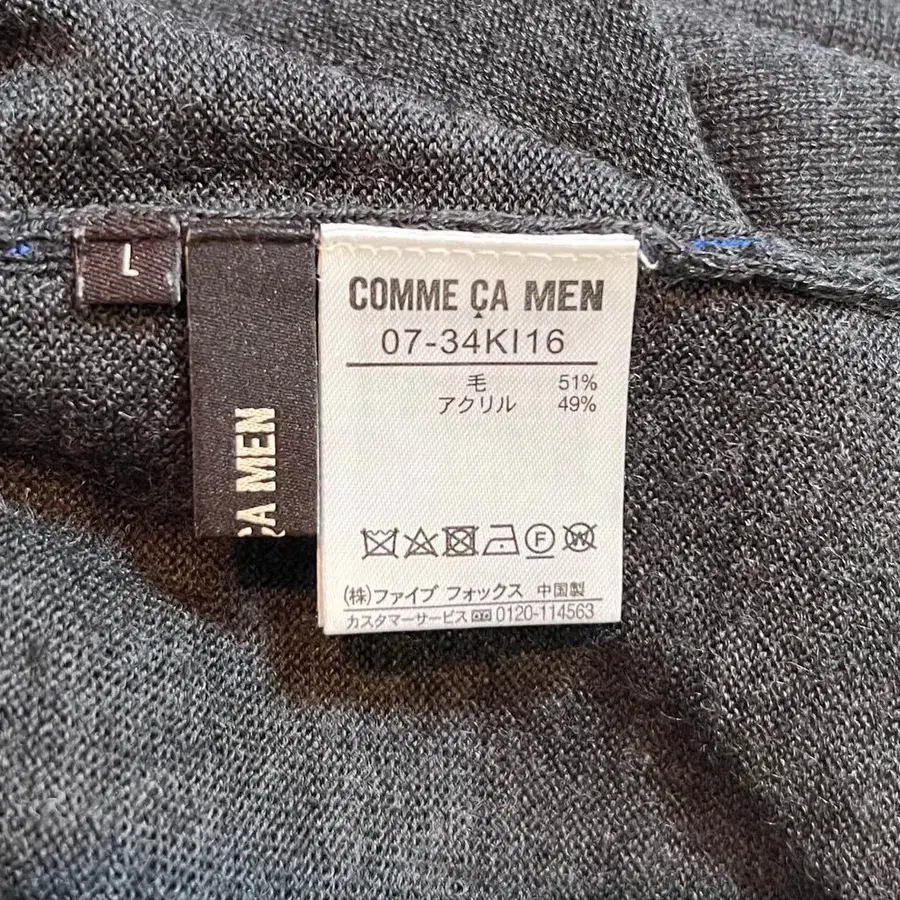 L
ÇA MEN
COMME ÇA MEN
07-34KI16
毛 51%
アクリル 49%
F W
(株)ファイブ フォックス 中国製
カスタマーサービス 0120-114563